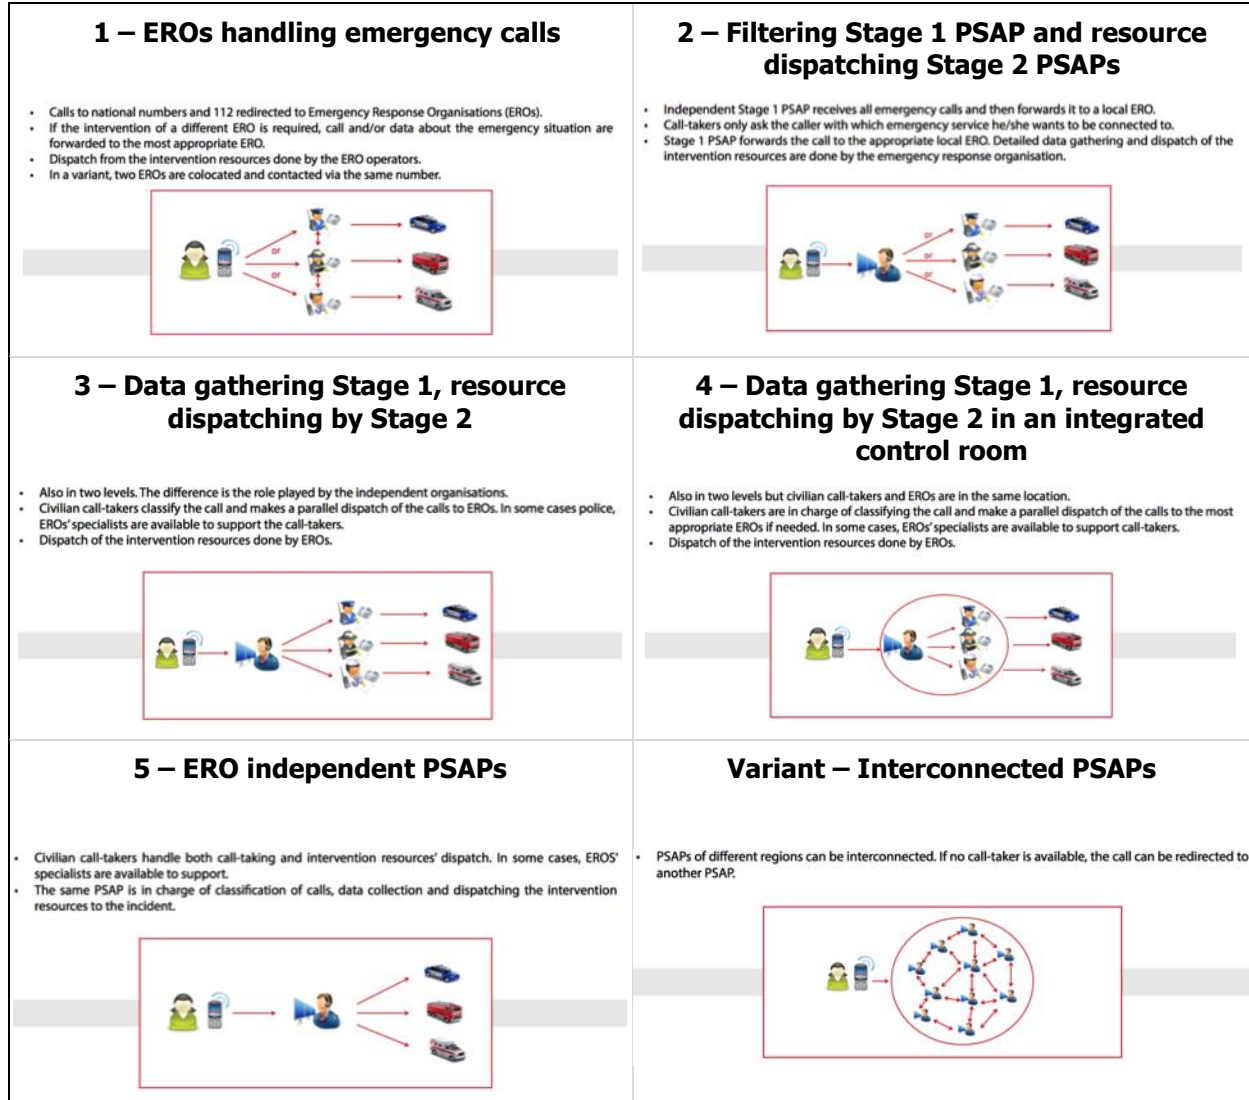 1 – EROs handling emergency calls
• Calls to national numbers and 112 redirected to Emergency Response Organisations (EROs).
• If the intervention of a different ERO is required, call and/or data about the emergency situation are
forwarded to the most appropriate ERO.
• Dispatch from the intervention resources done by the ERO operators.
• In a variant, two EROs are colocated and contacted via the same number.
or
or
2 – Filtering Stage 1 PSAP and resource
dispatching Stage 2 PSAPs
• Independent Stage 1 PSAP receives all emergency calls and then forwards it to a local ERO.
• Call-takers only ask the caller with which emergency service he/she wants to be connected to.
• Stage 1 PSAP forwards the call to the appropriate local ERO. Detailed data gathering and dispatch of the
intervention resources are done by the emergency response organisation.
or
or
or
3 – Data gathering Stage 1, resource
dispatching by Stage 2
• Also in two levels. The difference is the role played by the independent organisations.
• Civilian call-takers classify the call and makes a parallel dispatch of the calls to EROs. In some cases police,
EROs' specialists are available to support the call-takers.
• Dispatch of the intervention resources done by EROs.
4 – Data gathering Stage 1, resource
dispatching by Stage 2 in an integrated
control room
• Also in two levels but civilian call-takers and EROs are in the same location.
• Civilian call-takers are in charge of classifying the call and make a parallel dispatch of the calls to the most
appropriate EROs if needed. In some cases, EROs' specialists are available to support call-takers.
• Dispatch of the intervention resources done by EROs.
5 – ERO independent PSAPs
• Civilian call-takers handle both call-taking and intervention resources' dispatch. In some cases, EROS'
specialists are available to support.
• The same PSAP is in charge of classification of calls, data collection and dispatching the intervention
resources to the incident.
Variant – Interconnected PSAPs
• PSAPs of different regions can be interconnected. If no call-taker is available, the call can be redirected to
another PSAP.